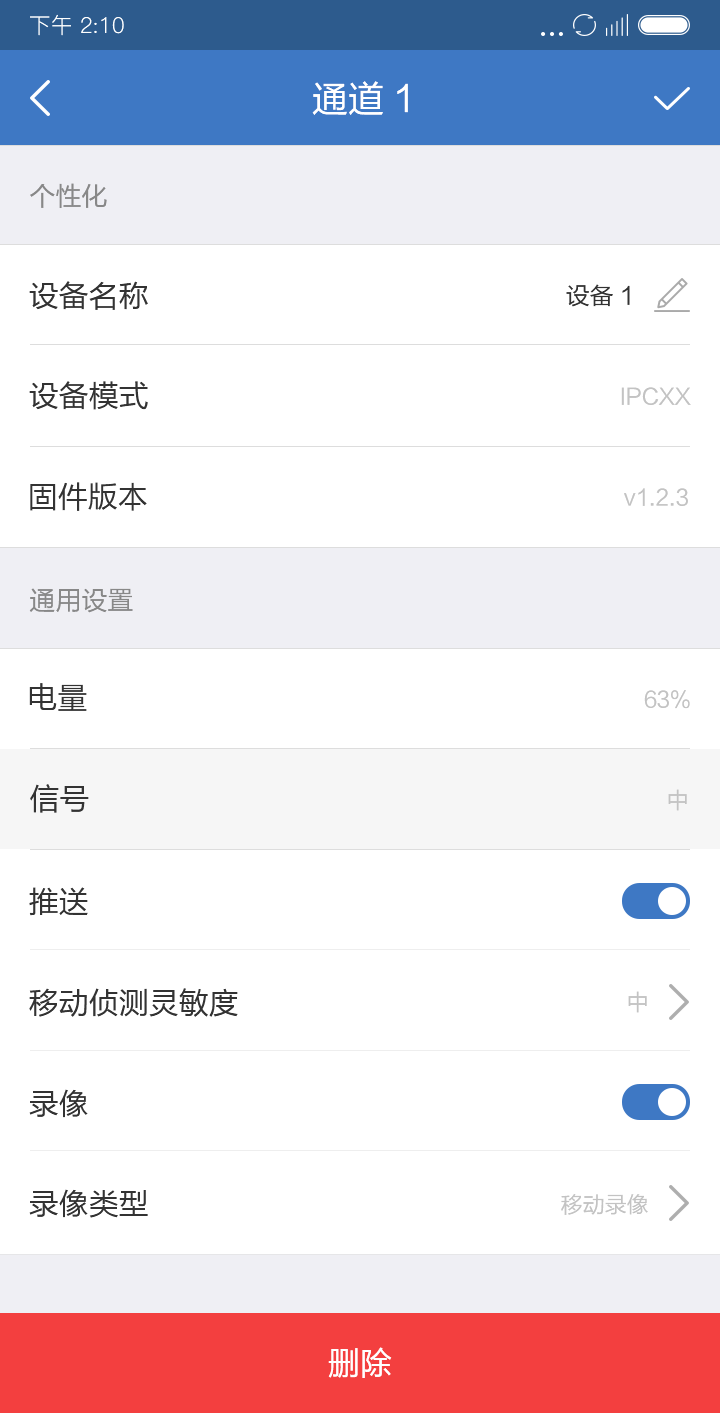 下午 2:10
通道 1
个性化
设备名称 设备 1
设备模式 IPCXX
固件版本 v1.2.3
通用设置
电量 63%
信号 中
推送
移动侦测灵敏度 中
录像
录像类型 移动录像
删除